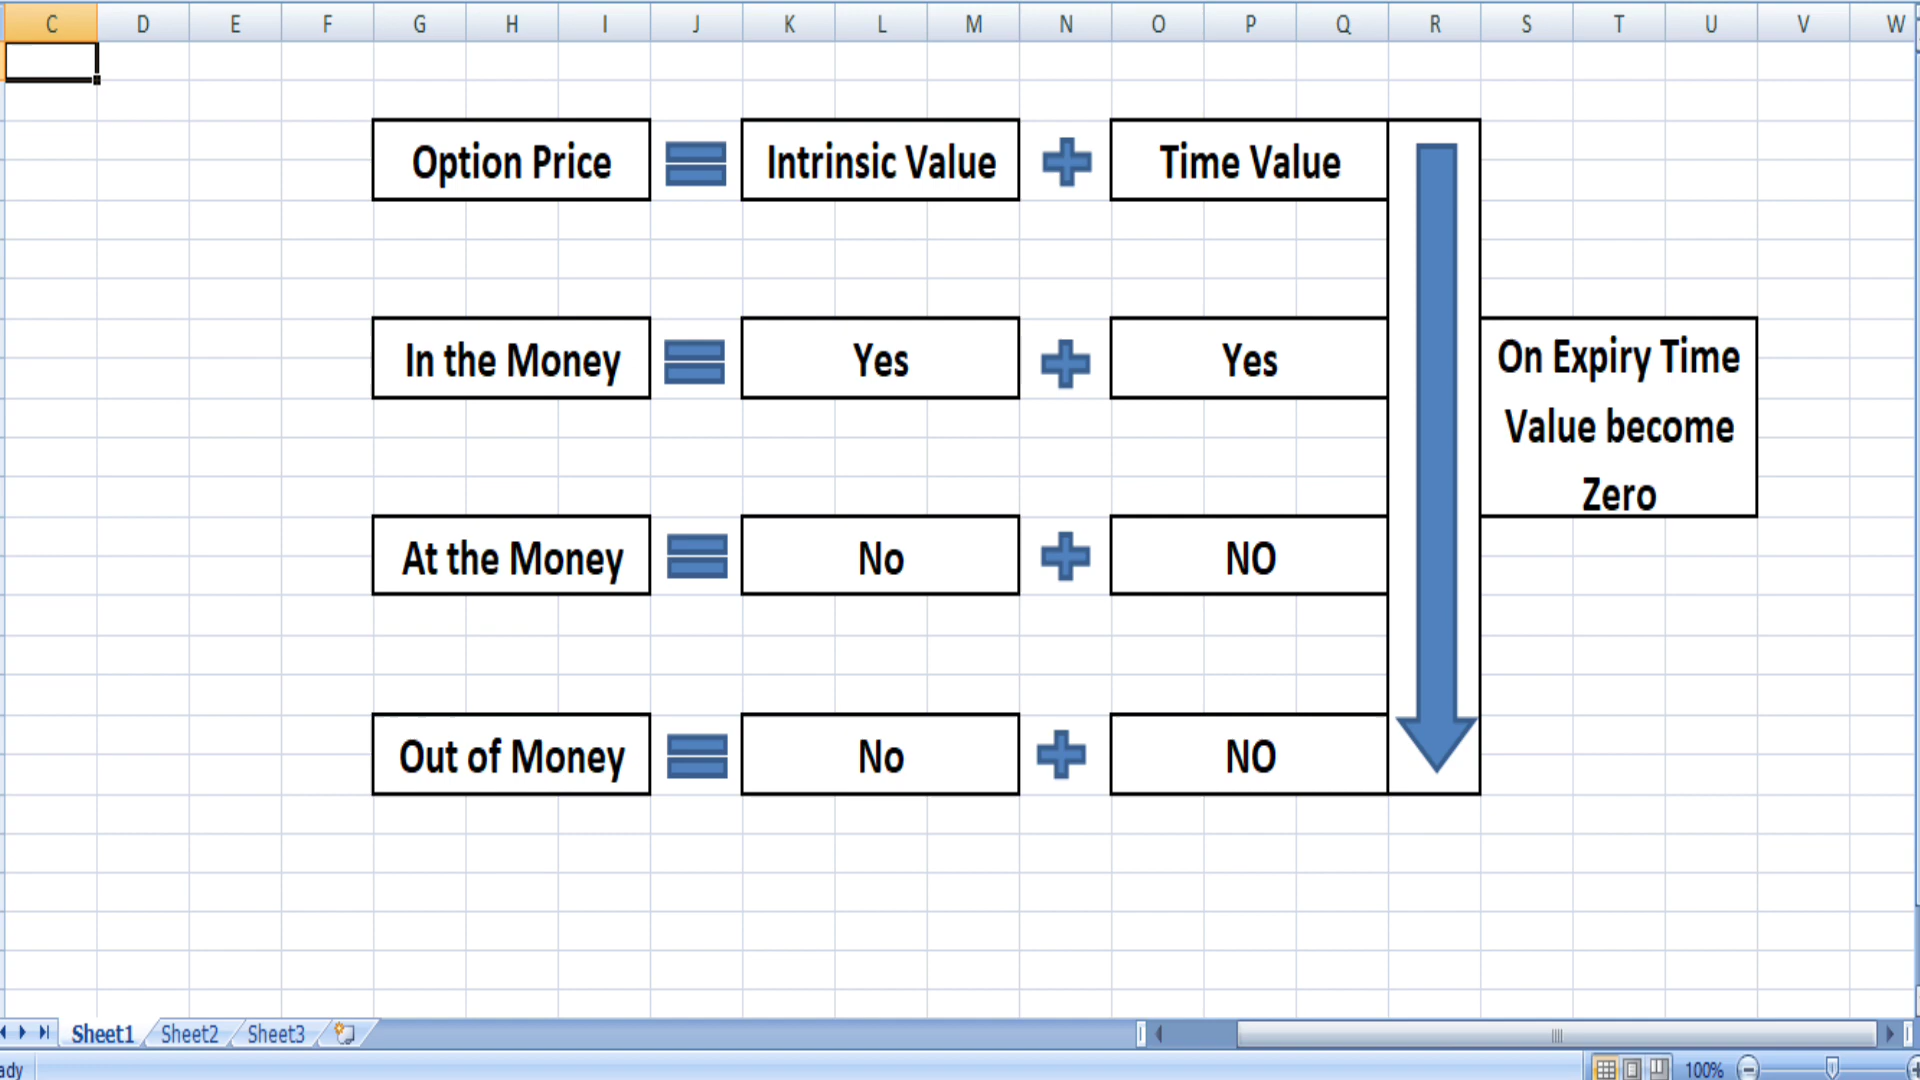 C D E F G H I J K L M N O P Q R S T U V W
Option Price Intrinsic Value Time Value
In the Money Yes Yes
On Expiry Time
Value become
Zero
At the Money No NO
Out of Money No NO
Sheet1 Sheet2 Sheet3
ady 100%